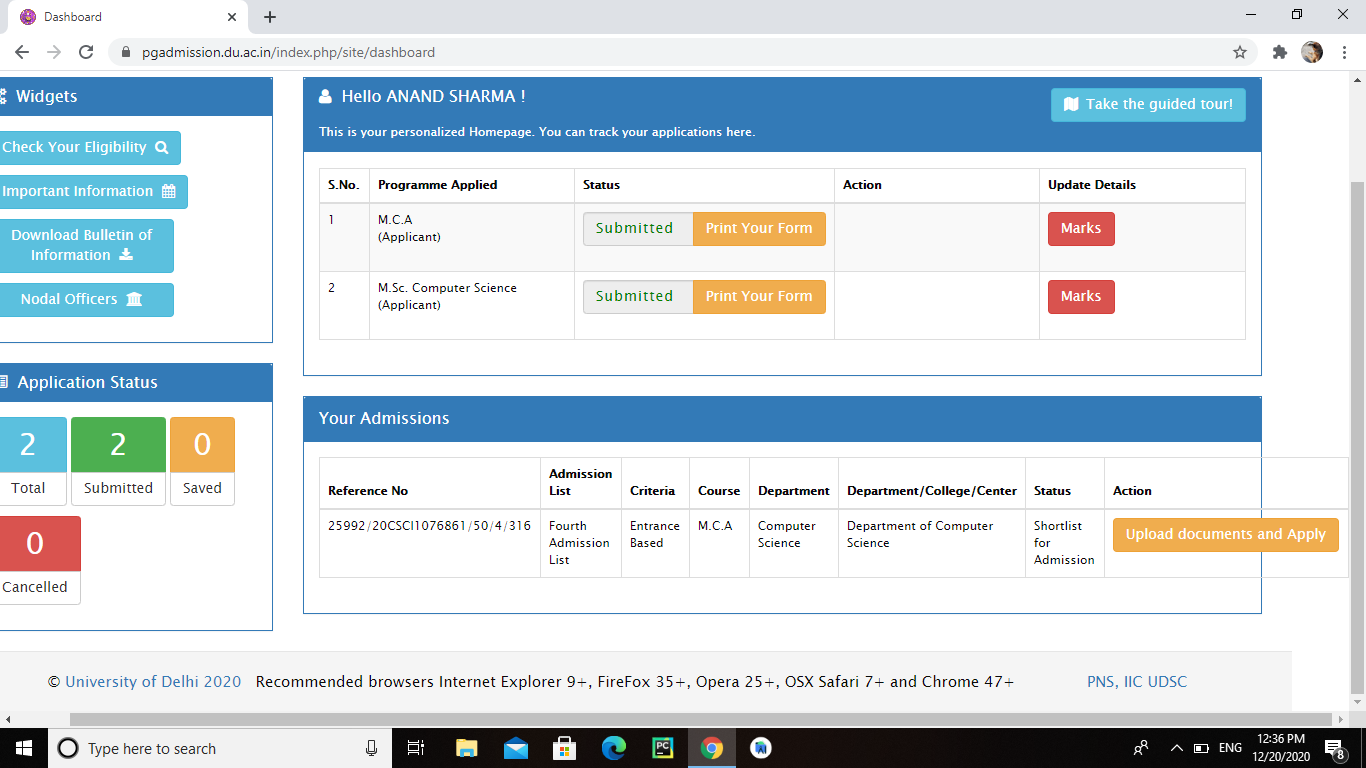 Dashboard
pgadmission.du.ac.in/index.php/site/dashboard
Widgets
Check Your Eligibility
Important Information
Download Bulletin of
Information
Nodal Officers
Application Status
2 2 0
Total Submitted Saved
0
Cancelled
Hello ANAND SHARMA !
Take the guided tour!
This is your personalized Homepage. You can track your applications here.
S.No. Programme Applied Status Action Update Details
1 M.C.A Submitted Print Your Form Marks
(Applicant)
2 M.Sc. Computer Science Submitted Print Your Form Marks
(Applicant)
Your Admissions
Admission
Reference No List Criteria Course Department Department/College/Center Status Action
25992/20CSCI1076861/50/4/316 Fourth Entrance M.C.A Computer Department of Computer Shortlist Upload documents and Apply
Admission Based Science Science for
List Admission
© University of Delhi 2020 Recommended browsers Internet Explorer 9+, FireFox 35+, Opera 25+, OSX Safari 7+ and Chrome 47+ PNS, IIC UDSC
Type here to search
PC
ENG
12:36 PM
12/20/2020
8